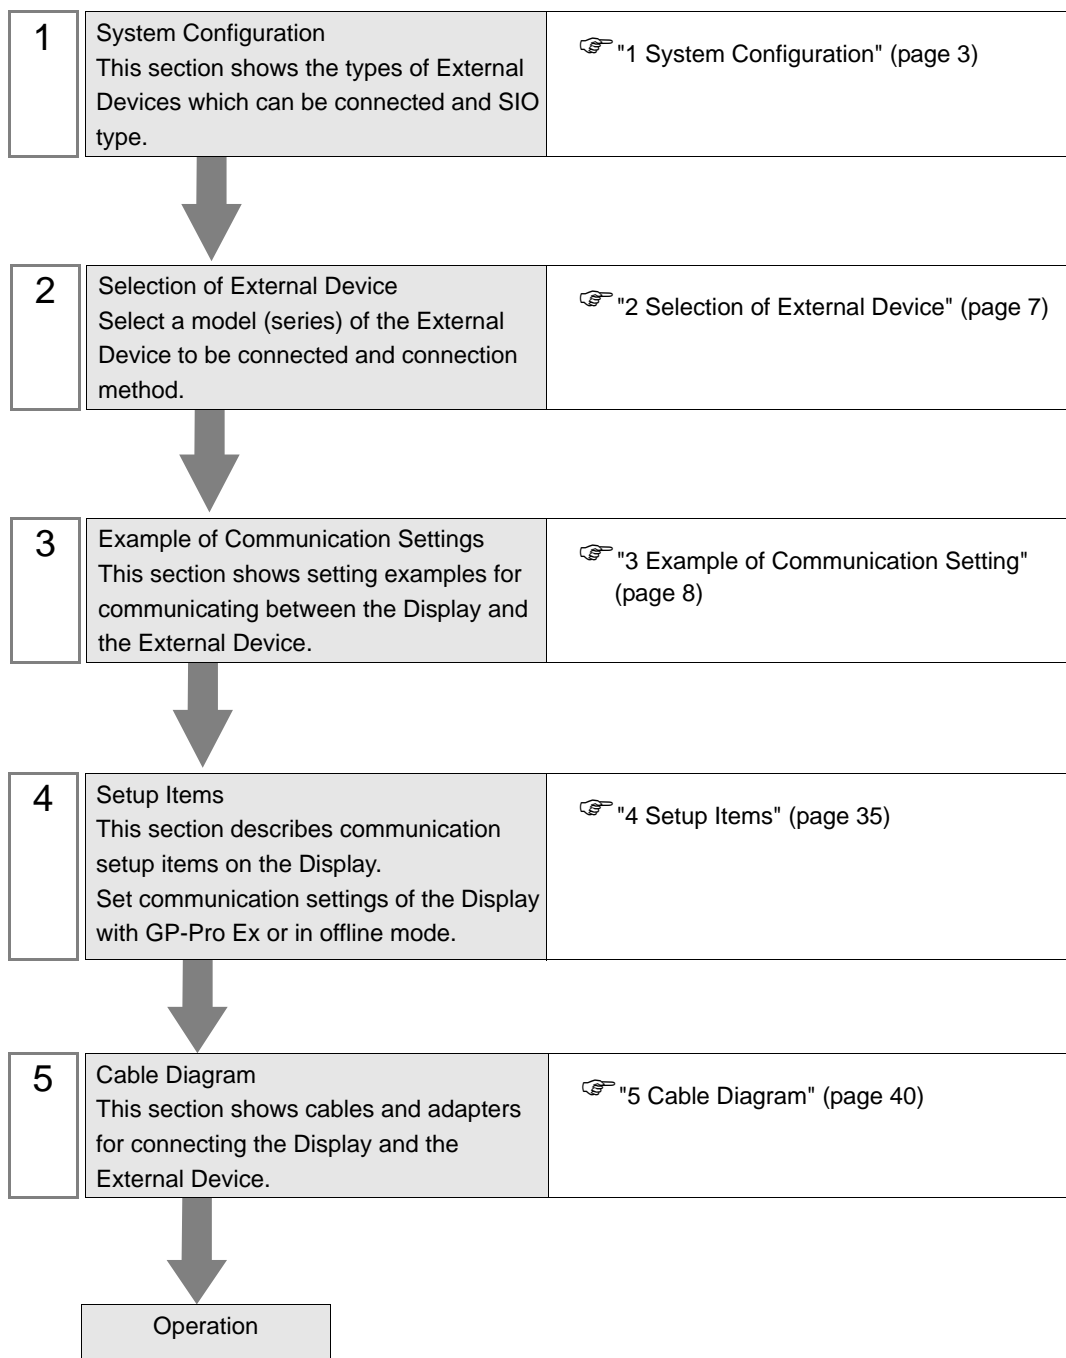 1
System Configuration
This section shows the types of External
Devices which can be connected and SIO
type.
"1 System Configuration" (page 3)
2
Selection of External Device
Select a model (series) of the External
Device to be connected and connection
method.
"2 Selection of External Device" (page 7)
3
Example of Communication Settings
This section shows setting examples for
communicating between the Display and
the External Device.
"3 Example of Communication Setting"
(page 8)
4
Setup Items
This section describes communication
setup items on the Display.
Set communication settings of the Display
with GP-Pro Ex or in offline mode.
"4 Setup Items" (page 35)
5
Cable Diagram
This section shows cables and adapters
for connecting the Display and the
External Device.
"5 Cable Diagram" (page 40)
Operation